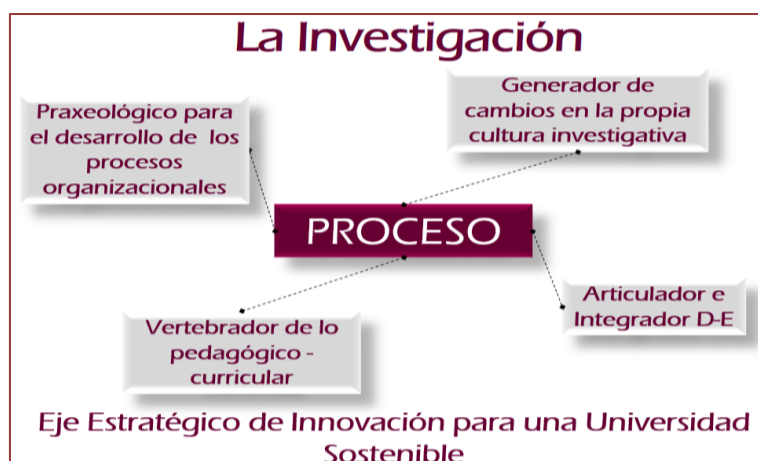 La Investigación
Praxeológico para
el desarrollo de los
procesos
organizacionales
Generador de
cambios en la propia
cultura investigativa
PROCESO
Articulador e
Integrador D-E
Vertebrador de lo
pedagógico -
curricular
Eje Estratégico de Innovación para una Universidad
Sostenible